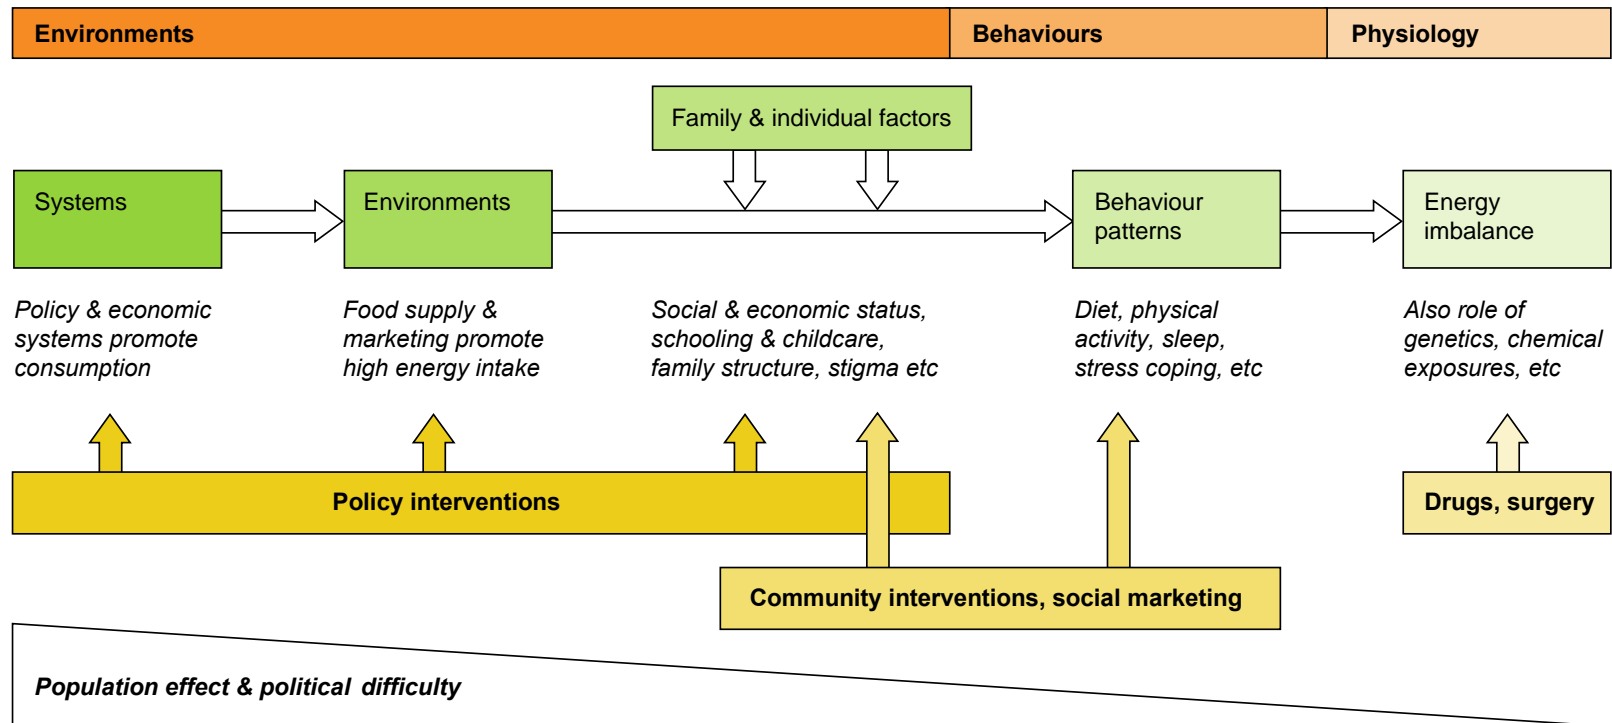 Environments
Behaviours
Physiology
Family & individual factors
Systems
Environments
Behaviour
patterns
Energy
imbalance
Policy & economic
systems promote
consumption
Food supply &
marketing promote
high energy intake
Social & economic status,
schooling & childcare,
family structure, stigma etc
Diet, physical
activity, sleep,
stress coping, etc
Also role of
genetics, chemical
exposures, etc
Policy interventions
Drugs, surgery
Community interventions, social marketing
Population effect & political difficulty